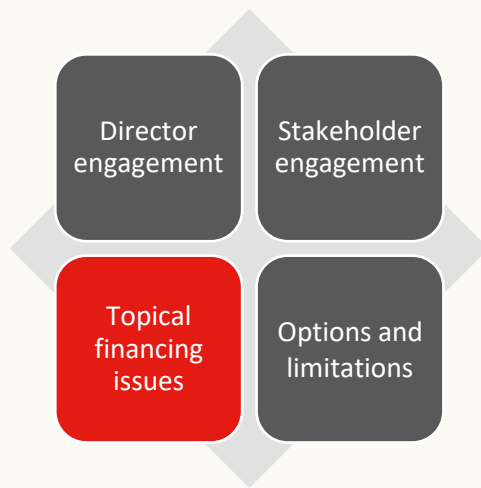 Director
engagement
Stakeholder
engagement
Topical
financing
issues
Options and
limitations